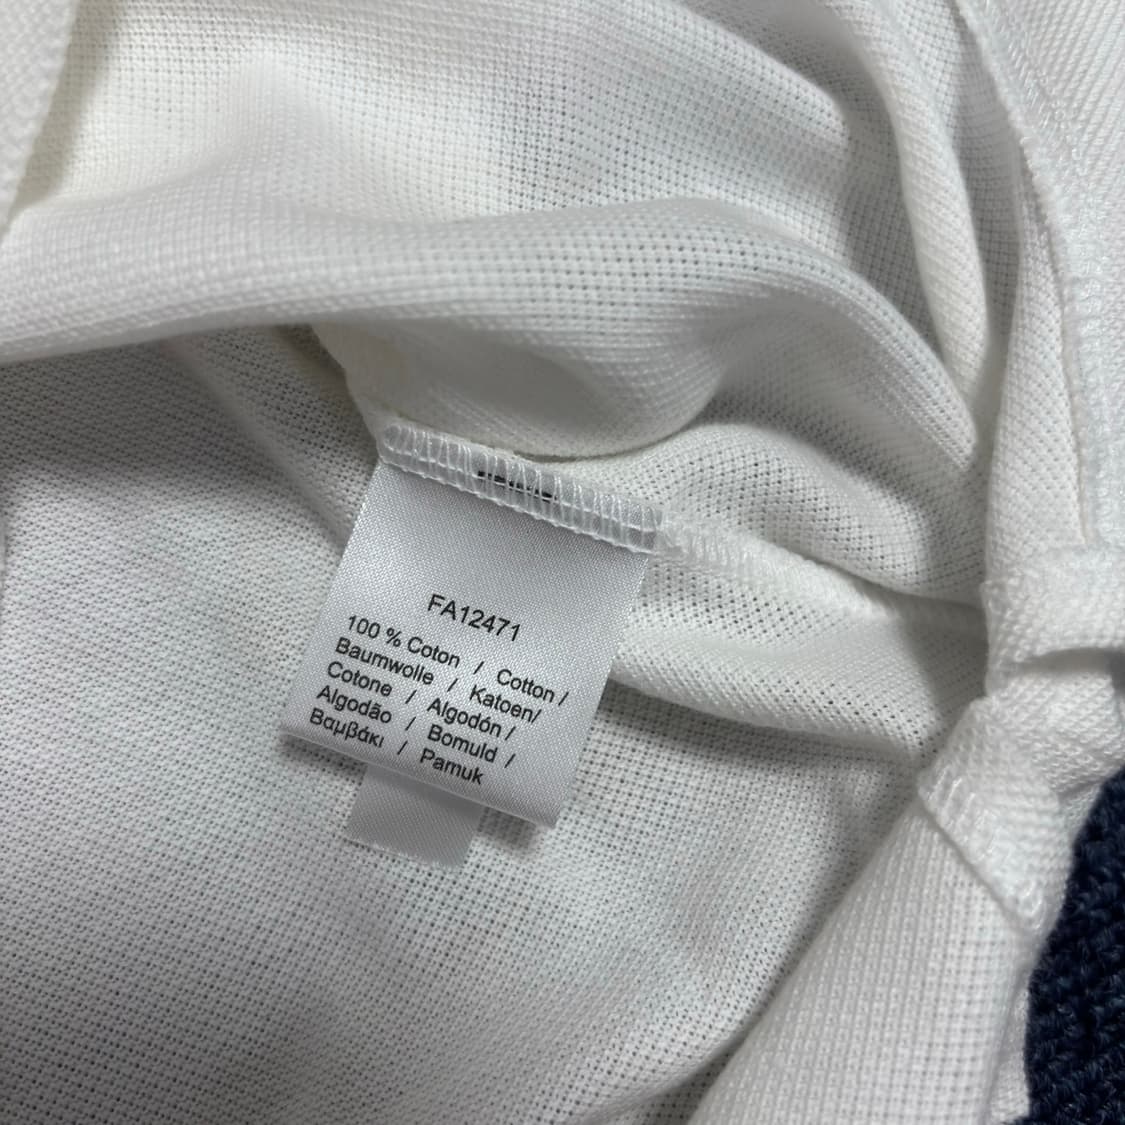 FA12471
100 % Coton / Cotton /
Baumwolle / Katoen/
Cotone / Algodón /
Algodão / Bomuld /
Βαμβάκι / Pamuk